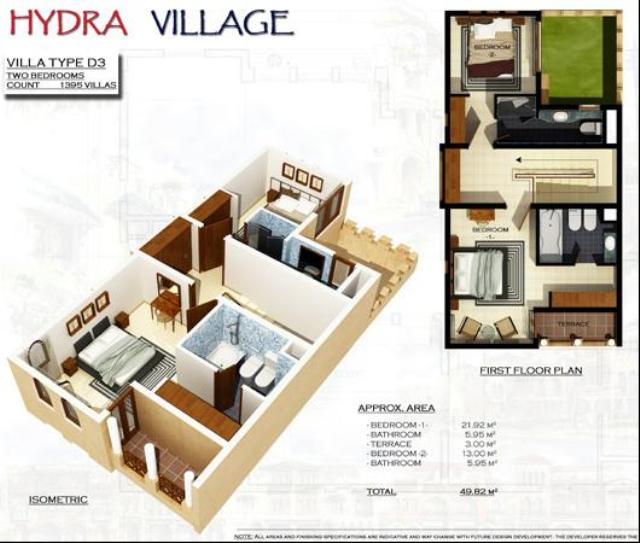 HYDRA VILLAGE
VILLA TYPE D3
TWO BEDROOMS
COUNT 1395 VILLAS
BEDROOM
-2-
BEDROOM
-1-
TERRACE
FIRST FLOOR PLAN
APPROX. AREA
- BEDROOM -1- 21.92 M²
- BATHROOM 5.95 M²
- TERRACE 3.00 M²
- BEDROOM -2- 13.00 M²
- BATHROOM 5.95 M²
TOTAL 49.82 M²
ISOMETRIC
NOTE: ALL AREAS AND FINISHING SPECIFICATIONS ARE INDICATIVE AND MAY CHANGE WITH FUTURE DESIGN DEVELOPMENT. THE DEVELOPER RESERVES THE